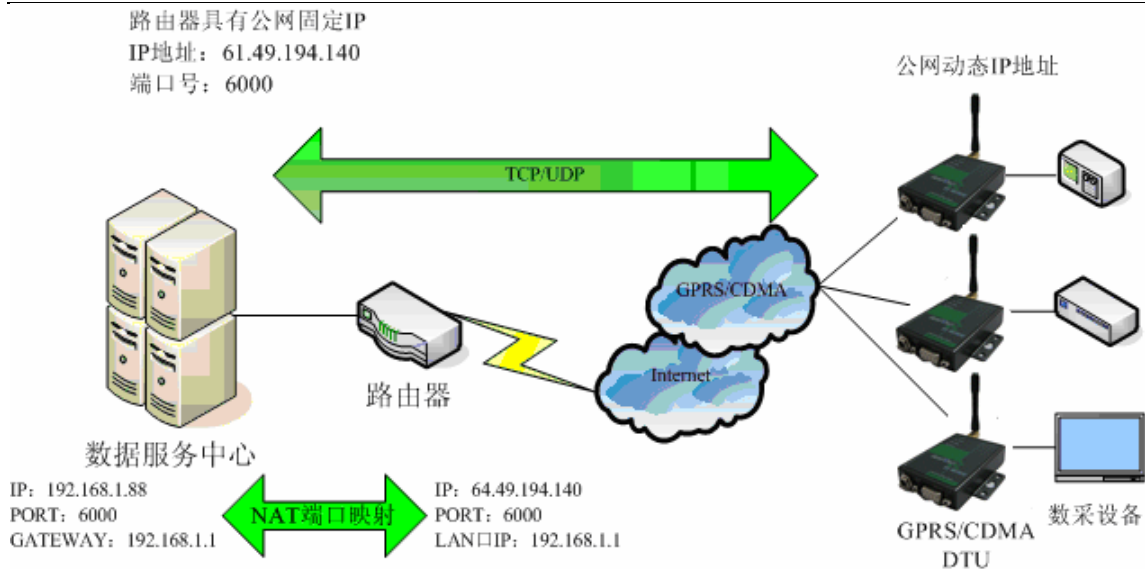 路由器具有公网固定IP
IP地址：61.49.194.140
端口号：6000
公网动态IP地址
TCP/UDP
GPRS/CDMA
Internet
路由器
数据服务中心
IP：192.168.1.88
PORT：6000
GATEWAY：192.168.1.1
NAT端口映射
IP：64.49.194.140
PORT：6000
LAN口IP：192.168.1.1
GPRS/CDMA
DTU
数采设备